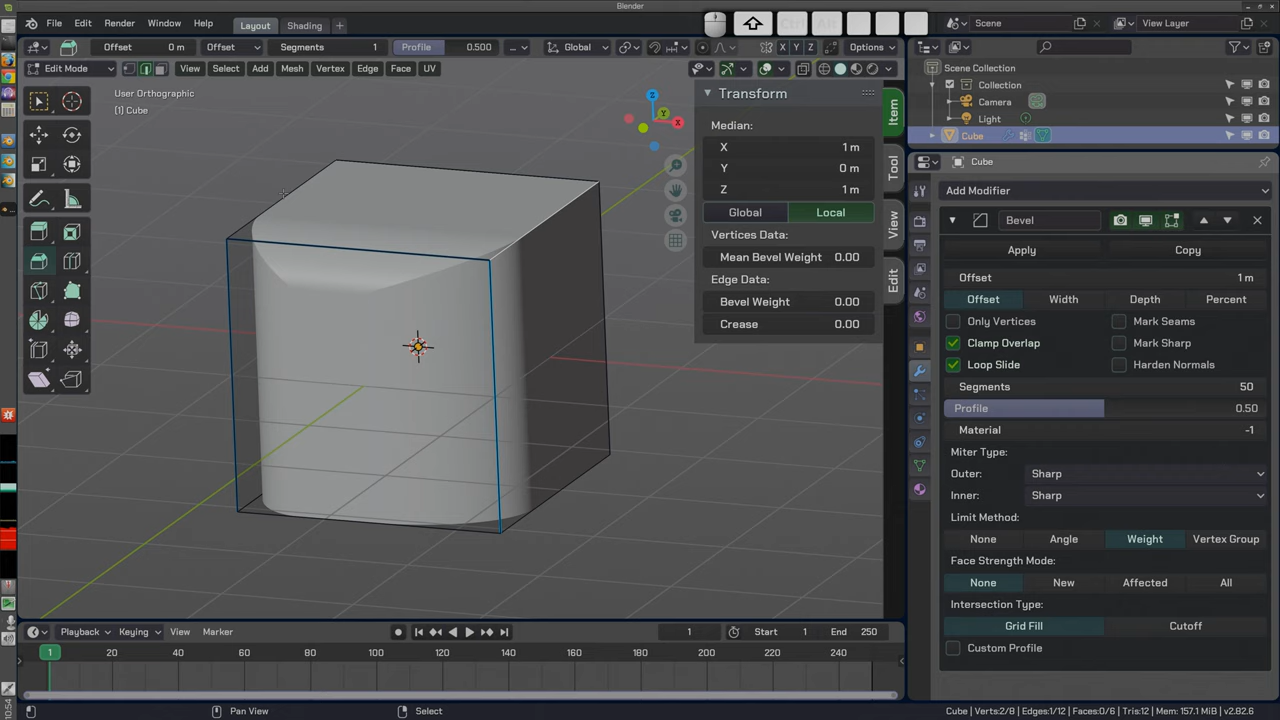 Blender
File Edit Render Window Help Layout Shading + Ctrl Alt Scene View Layer
Offset 0 m Offset Segments 1 Profile 0.500 ... Global X Y Z Options
Edit Mode View Select Add Mesh Vertex Edge Face UV
User Orthographic
(1) Cube
Z
Y
X
Transform
Median:
X 1 m
Y 0 m
Z 1 m
Global Local
Vertices Data:
Mean Bevel Weight 0.00
Edge Data:
Bevel Weight 0.00
Crease 0.00
Item
Tool
View
Edit
Scene Collection
Collection
Camera
Light
Cube
Cube
Add Modifier
Bevel
Apply Copy
Offset 1 m
Offset Width Depth Percent
Only Vertices Mark Seams
Clamp Overlap Mark Sharp
Loop Slide Harden Normals
Segments 50
Profile 0.50
Material -1
Miter Type:
Outer: Sharp
Inner: Sharp
Limit Method:
None Angle Weight Vertex Group
Face Strength Mode:
None New Affected All
Intersection Type:
Grid Fill Cutoff
Custom Profile
Playback Keying View Marker 1 Start 1 End 250
1 20 40 60 80 100 120 140 160 180 200 220 240
10:54
Pan View Select Cube | Verts:2/8 | Edges:1/12 | Faces:0/6 | Tris:12 | Mem: 157.1 MiB | v2.82.6